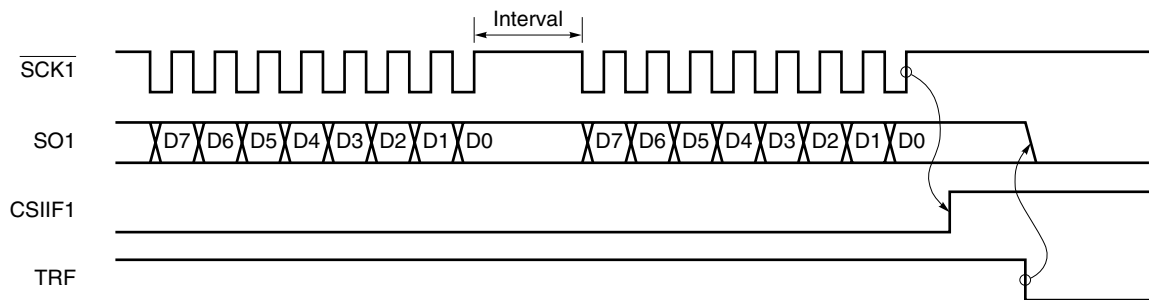 Interval
SCK1
SO1 D7 D6 D5 D4 D3 D2 D1 D0 D7 D6 D5 D4 D3 D2 D1 D0
CSIIF1
TRF